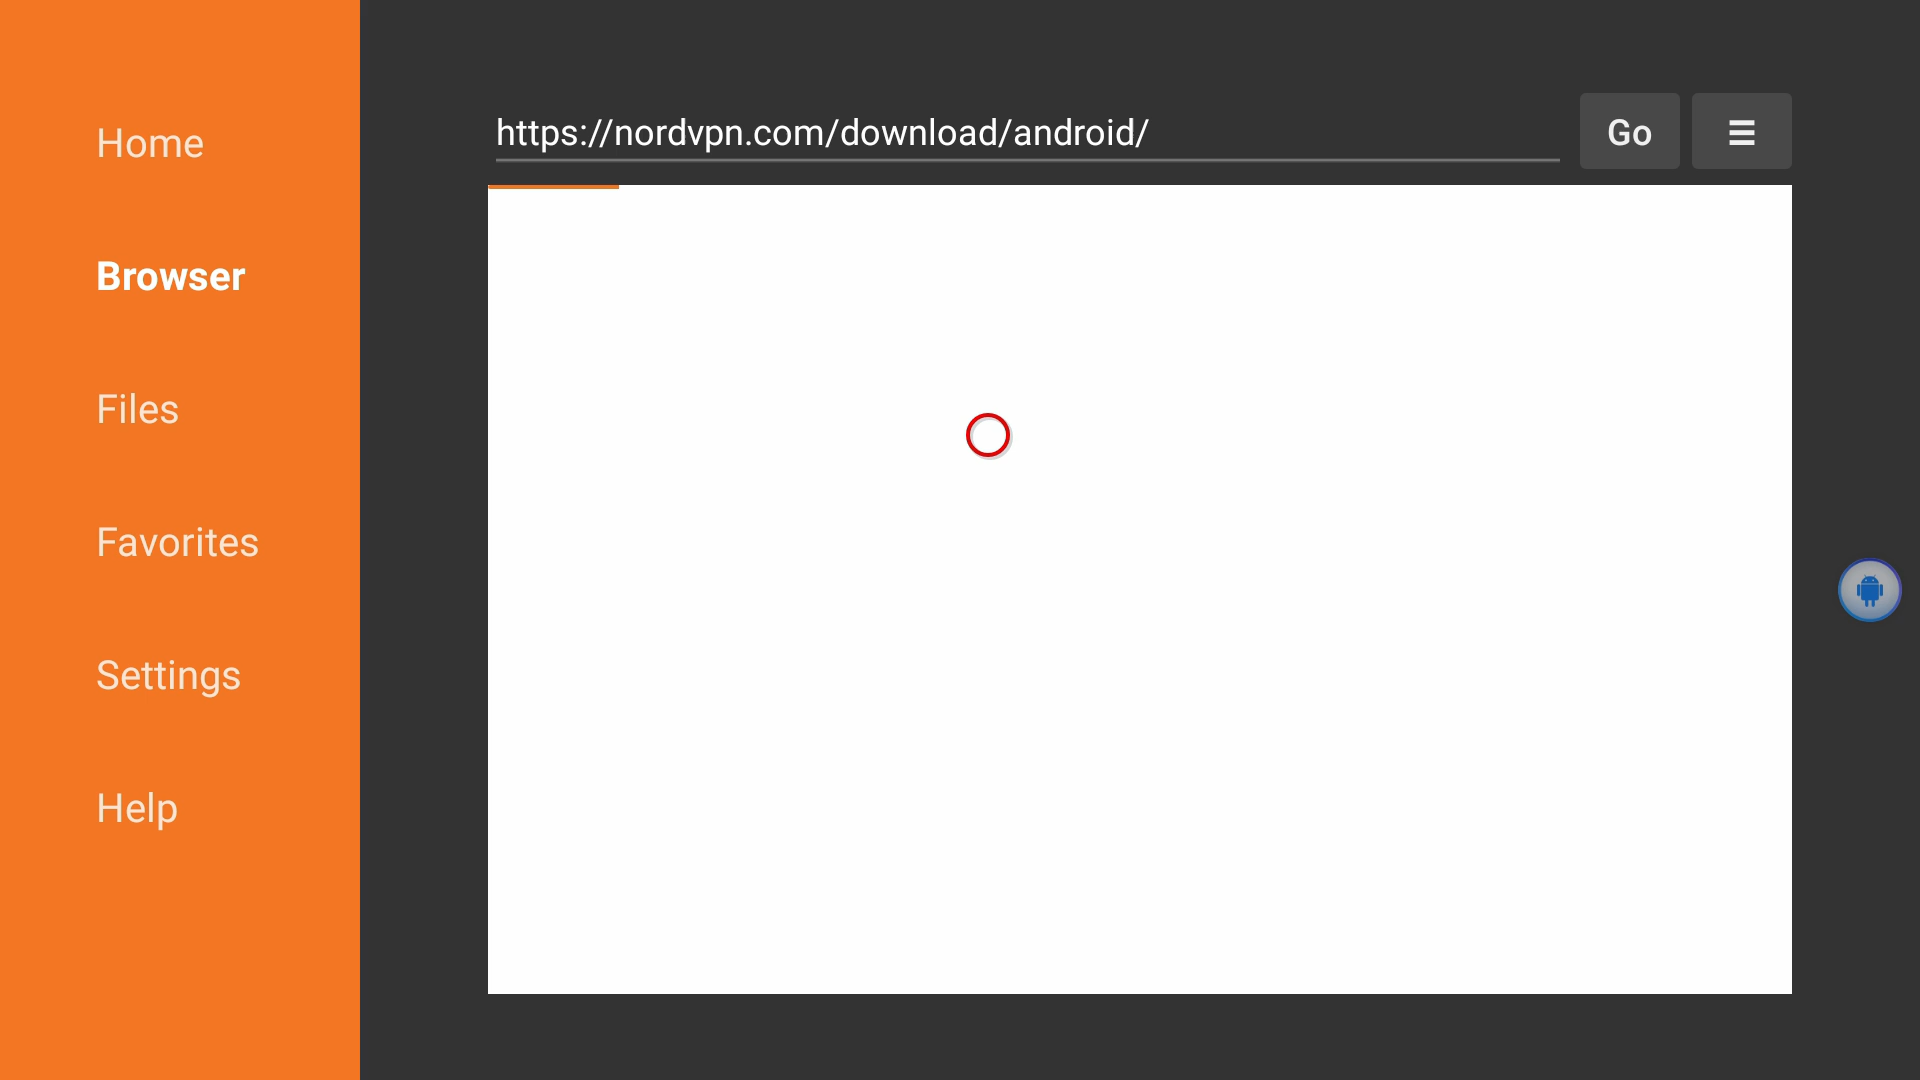 Home
Browser
Files
Favorites
Settings
Help
https://nordvpn.com/download/android/
Go